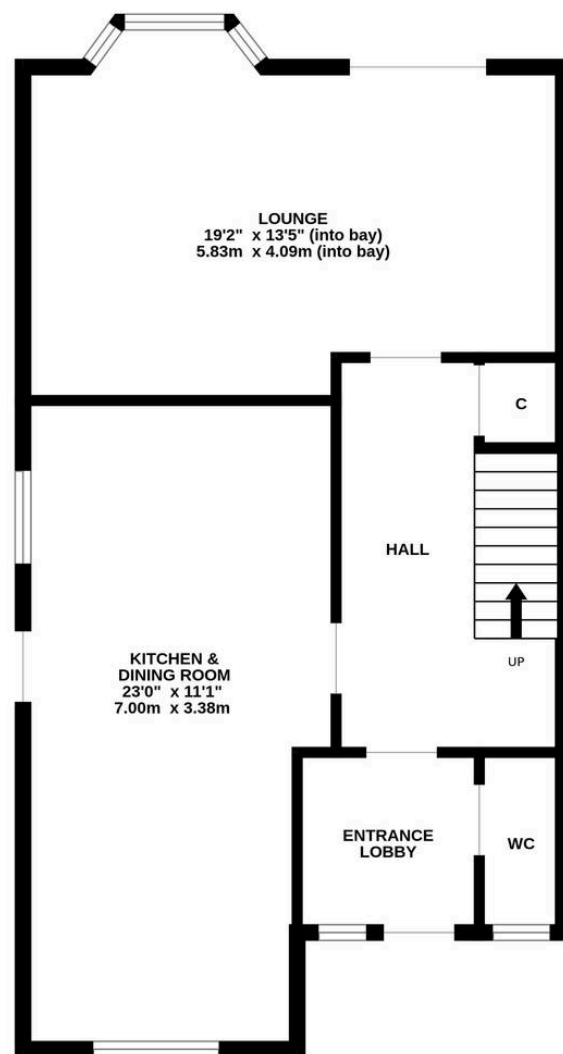 LOUNGE
19'2" x 13'5" (into bay)
5.83m x 4.09m (into bay)
C
HALL
UP
KITCHEN &
DINING ROOM
23'0" x 11'1"
7.00m x 3.38m
ENTRANCE
LOBBY
WC